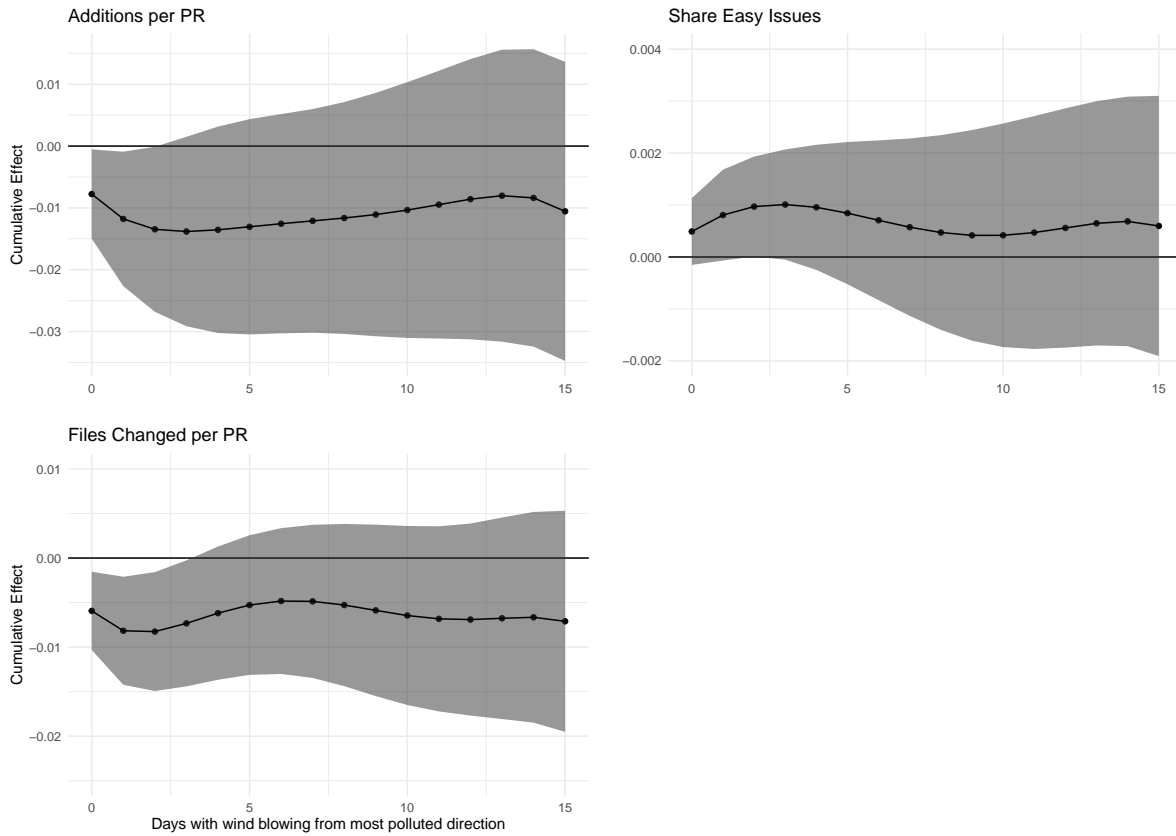 Additions per PR
0.01
0.00
−0.01
−0.02
−0.03
Cumulative Effect
0 5 10 15
Share Easy Issues
0.004
0.002
0.000
−0.002
0 5 10 15
Files Changed per PR
0.01
0.00
−0.01
−0.02
Cumulative Effect
0 5 10 15
Days with wind blowing from most polluted direction